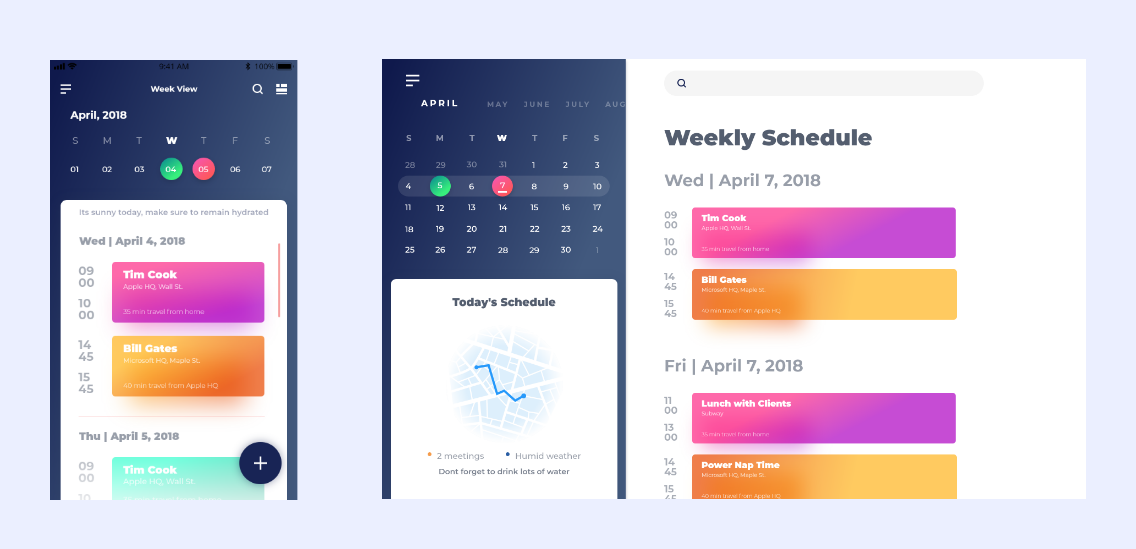 9:41 AM
100%
Week View
April, 2018
S M T W T F S
01 02 03 04 05 06 07
Its sunny today, make sure to remain hydrated
Wed | April 4, 2018
09
00
10
00
Tim Cook
Apple HQ, Wall St.
35 min travel from home
14
45
15
45
Bill Gates
Microsoft HQ, Maple St.
40 min travel from Apple HQ
Thu | April 5, 2018
09
00
10
Tim Cook
Apple HQ, Wall St
+
APRIL MAY JUNE JULY AUG
S M T W T F S
28 29 30 31 1 2 3
4 5 6 7 8 9 10
11 12 13 14 15 16 17
18 19 20 21 22 23 24
25 26 27 28 29 30 1
Today's Schedule
2 meetings Humid weather
Dont forget to drink lots of water
Weekly Schedule
Wed | April 7, 2018
09
00
10
00
Tim Cook
Apple HQ, Wall St.
35 min travel from home
14
45
15
45
Bill Gates
Microsoft HQ, Maple St.
40 min travel from Apple HQ
Fri | April 7, 2018
11
00
13
00
Lunch with Clients
Subway
35 min travel from home
14
45
15
45
Power Nap Time
Microsoft HQ, Maple St.
40 min travel from Apple HQ